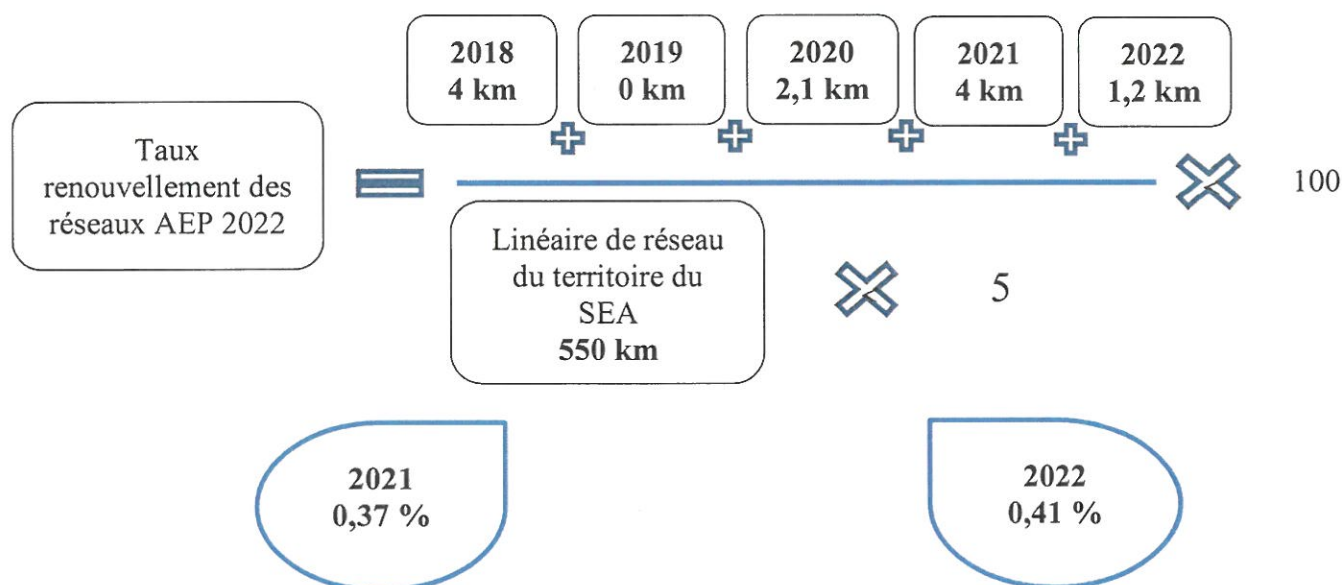 2018
4 km
2019
0 km
2020
2,1 km
2021
4 km
2022
1,2 km
Taux
renouvellement des
réseaux AEP 2022
100
Linéaire de réseau
du territoire du
SEA
550 km
5
2021
0,37 %
2022
0,41 %